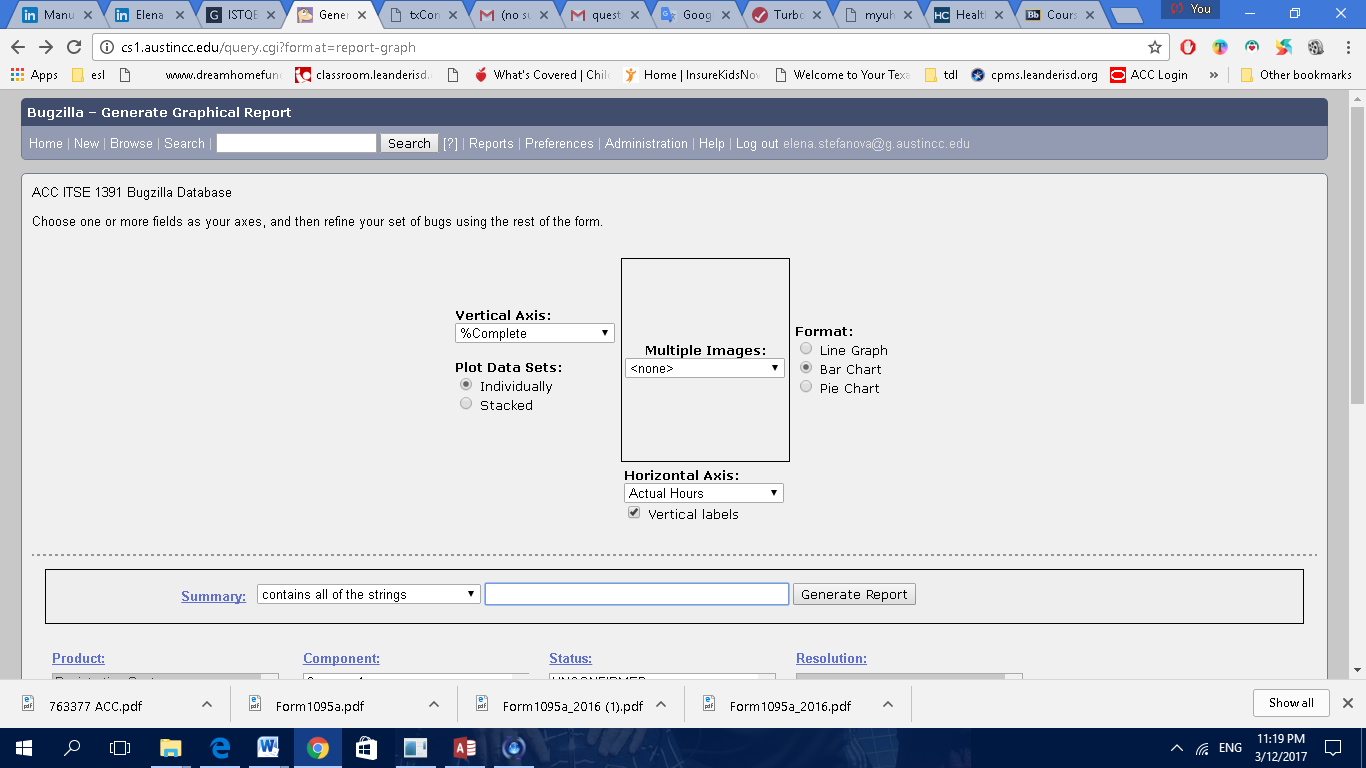 Manu
Elena
ISTQB
Gener
txCon
(no su
quest
Goog
Turbo
myuh
Healt
Cours
You
cs1.austincc.edu/query.cgi?format=report-graph
Apps
esl
www.dreamhomefun
classroom.leanderisd.
What's Covered | Chil
Home | InsureKidsNo
Welcome to Your Texa
tdl
cpms.leanderisd.org
ACC Login
»
Other bookmarks
Bugzilla – Generate Graphical Report
Home | New | Browse | Search | Search [?] | Reports | Preferences | Administration | Help | Log out elena.stefanova@g.austincc.edu
ACC ITSE 1391 Bugzilla Database
Choose one or more fields as your axes, and then refine your set of bugs using the rest of the form.
Vertical Axis:
%Complete
Plot Data Sets:
Individually
Stacked
Multiple Images:
<none>
Format:
Line Graph
Bar Chart
Pie Chart
Horizontal Axis:
Actual Hours
Vertical labels
Summary: contains all of the strings Generate Report
Product: Component: Status: Resolution:
UNCONFIRMED
763377 ACC.pdf
Form1095a.pdf
Form1095a_2016 (1).pdf
Form1095a_2016.pdf
Show all
ENG
11:19 PM
3/12/2017